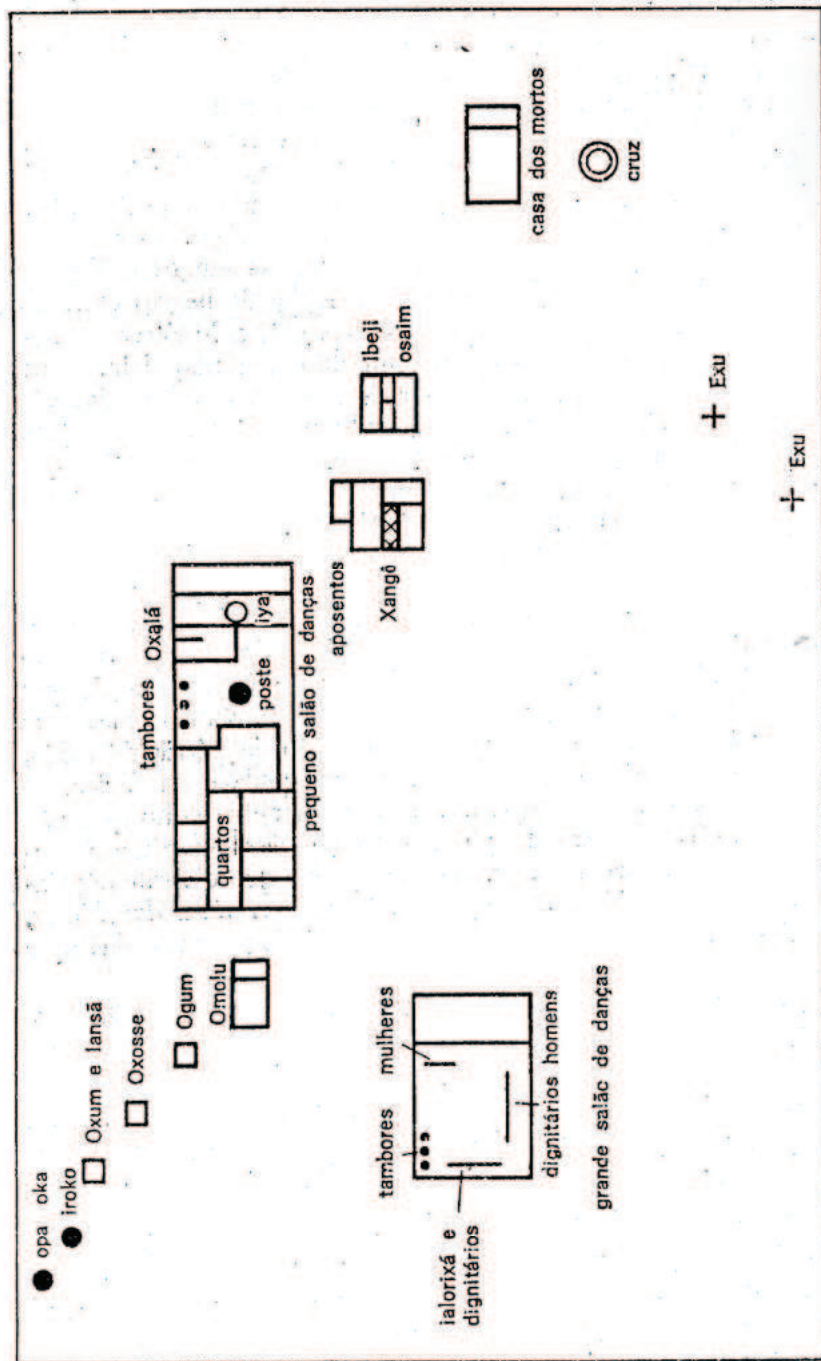 opa oka
iroko
Oxum e Iansã
Oxosse
Ogum
Omolu
tambores
Oxalá
quartos
poste
iya
pequeno salão de danças
aposentos
Xangô
Ibeji
osaim
casa dos mortos
cruz
Exu
Exu
tambores
mulheres
ialorixá e
dignitários
dignitários homens
grande salão de danças